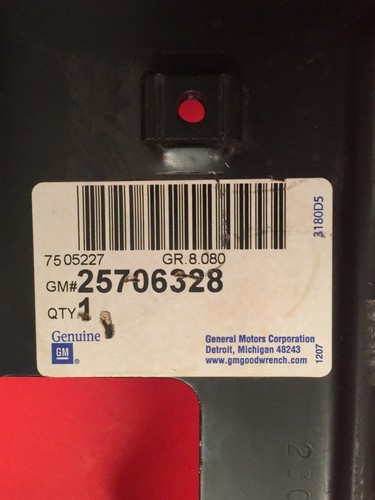 3180D5
7505227 GR.8.080
GM# 25706328
QTY 1
Genuine
GM ®
General Motors Corporation
Detroit, Michigan 48243
www.gmgoodwrench.com
1207